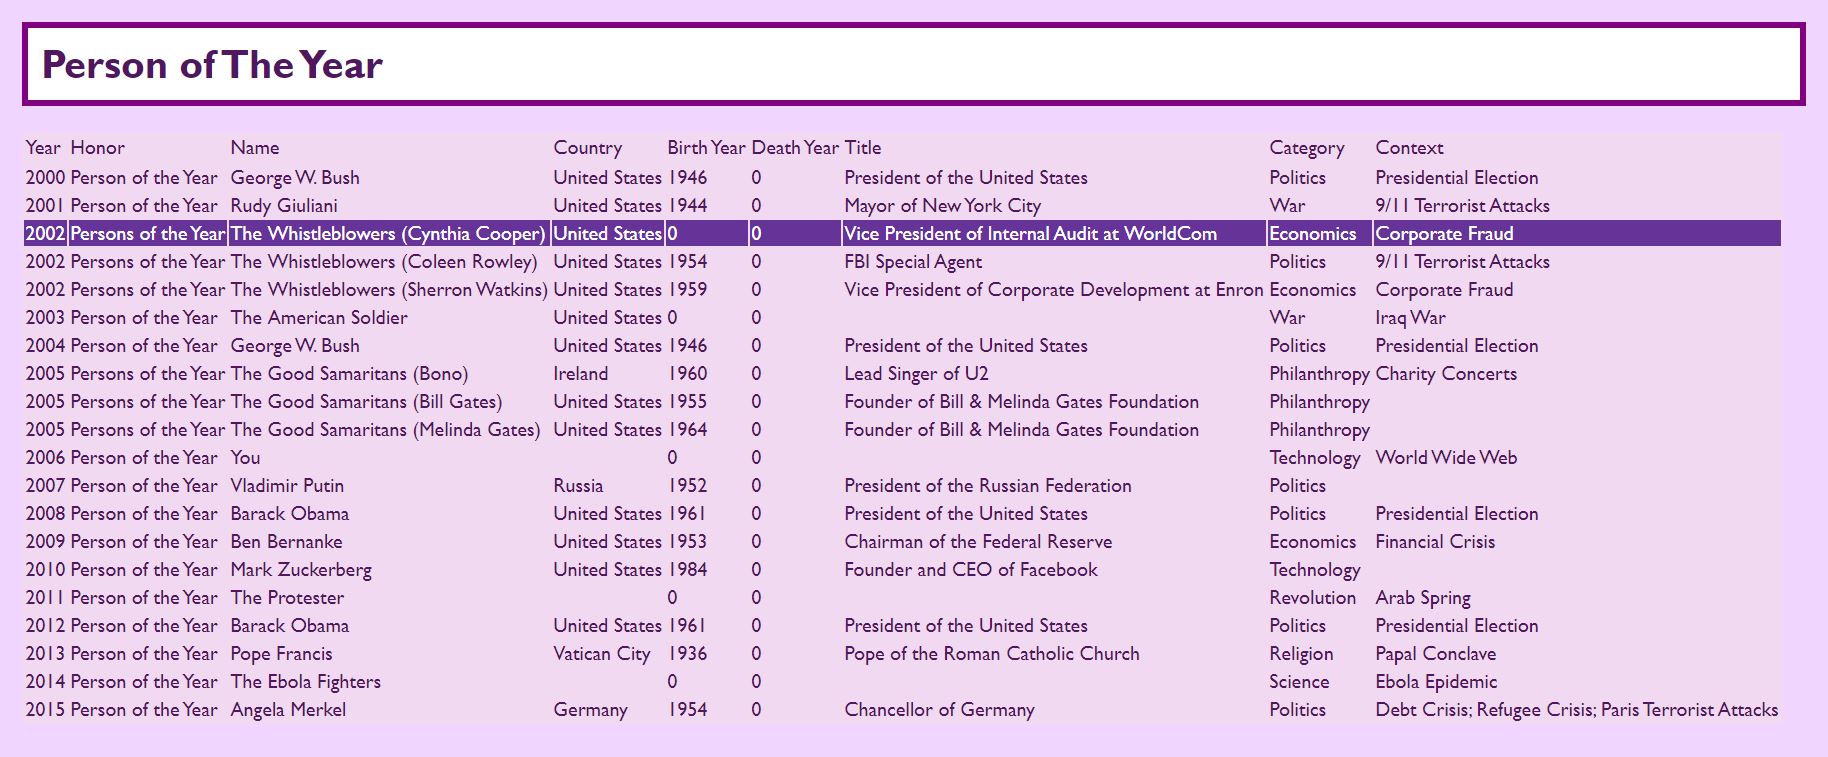 Person of The Year
Year Honor Name Country Birth Year Death Year Title Category Context
2000 Person of the Year George W. Bush United States 1946 0 President of the United States Politics Presidential Election
2001 Person of the Year Rudy Giuliani United States 1944 0 Mayor of New York City War 9/11 Terrorist Attacks
2002 Persons of the Year The Whistleblowers (Cynthia Cooper) United States 0 0 Vice President of Internal Audit at WorldCom Economics Corporate Fraud
2002 Persons of the Year The Whistleblowers (Coleen Rowley) United States 1954 0 FBI Special Agent Politics 9/11 Terrorist Attacks
2002 Persons of the Year The Whistleblowers (Sherron Watkins) United States 1959 0 Vice President of Corporate Development at Enron Economics Corporate Fraud
2003 Person of the Year The American Soldier United States 0 0 War Iraq War
2004 Person of the Year George W. Bush United States 1946 0 President of the United States Politics Presidential Election
2005 Persons of the Year The Good Samaritans (Bono) Ireland 1960 0 Lead Singer of U2 Philanthropy Charity Concerts
2005 Persons of the Year The Good Samaritans (Bill Gates) United States 1955 0 Founder of Bill & Melinda Gates Foundation Philanthropy
2005 Persons of the Year The Good Samaritans (Melinda Gates) United States 1964 0 Founder of Bill & Melinda Gates Foundation Philanthropy
2006 Person of the Year You 0 0 Technology World Wide Web
2007 Person of the Year Vladimir Putin Russia 1952 0 President of the Russian Federation Politics
2008 Person of the Year Barack Obama United States 1961 0 President of the United States Politics Presidential Election
2009 Person of the Year Ben Bernanke United States 1953 0 Chairman of the Federal Reserve Economics Financial Crisis
2010 Person of the Year Mark Zuckerberg United States 1984 0 Founder and CEO of Facebook Technology
2011 Person of the Year The Protester 0 0 Revolution Arab Spring
2012 Person of the Year Barack Obama United States 1961 0 President of the United States Politics Presidential Election
2013 Person of the Year Pope Francis Vatican City 1936 0 Pope of the Roman Catholic Church Religion Papal Conclave
2014 Person of the Year The Ebola Fighters 0 0 Science Ebola Epidemic
2015 Person of the Year Angela Merkel Germany 1954 0 Chancellor of Germany Politics Debt Crisis; Refugee Crisis; Paris Terrorist Attacks